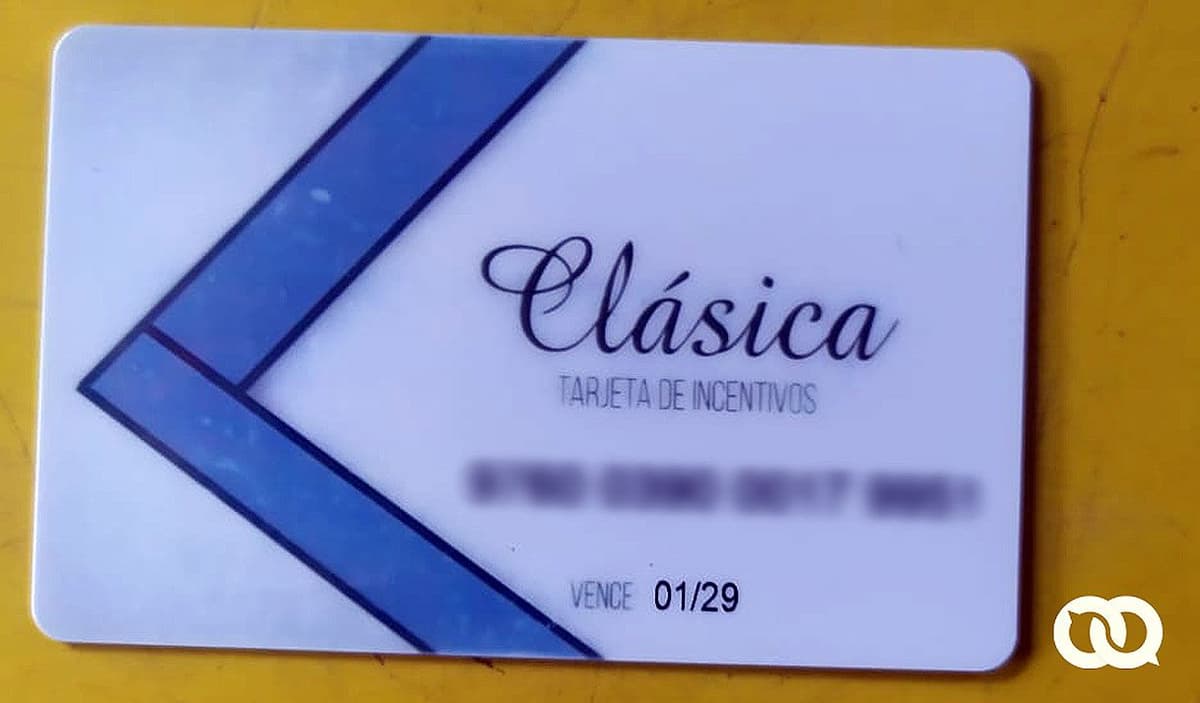 Clásica
TARJETA DE INCENTIVOS
VENCE 01/29